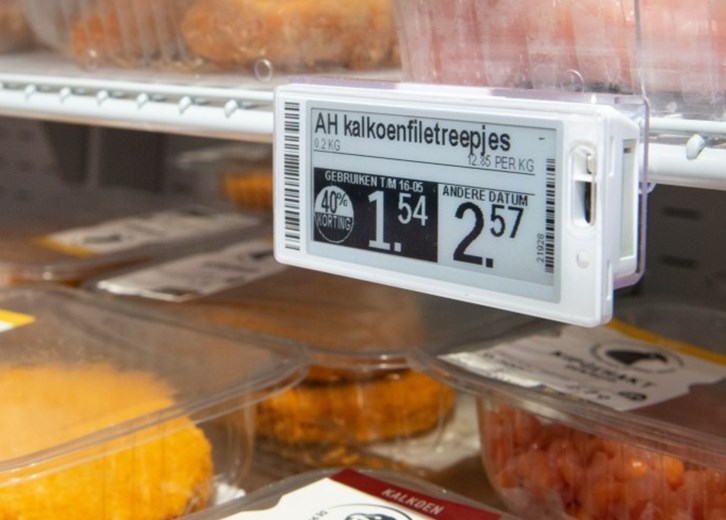 AH kalkoenfiletreepjes
0.2 KG
12.85 PER KG
GEBRUIKEN T/M 16-05
40%
KORTING
1.54
ANDERE DATUM
2.57
21928
KALKOEN